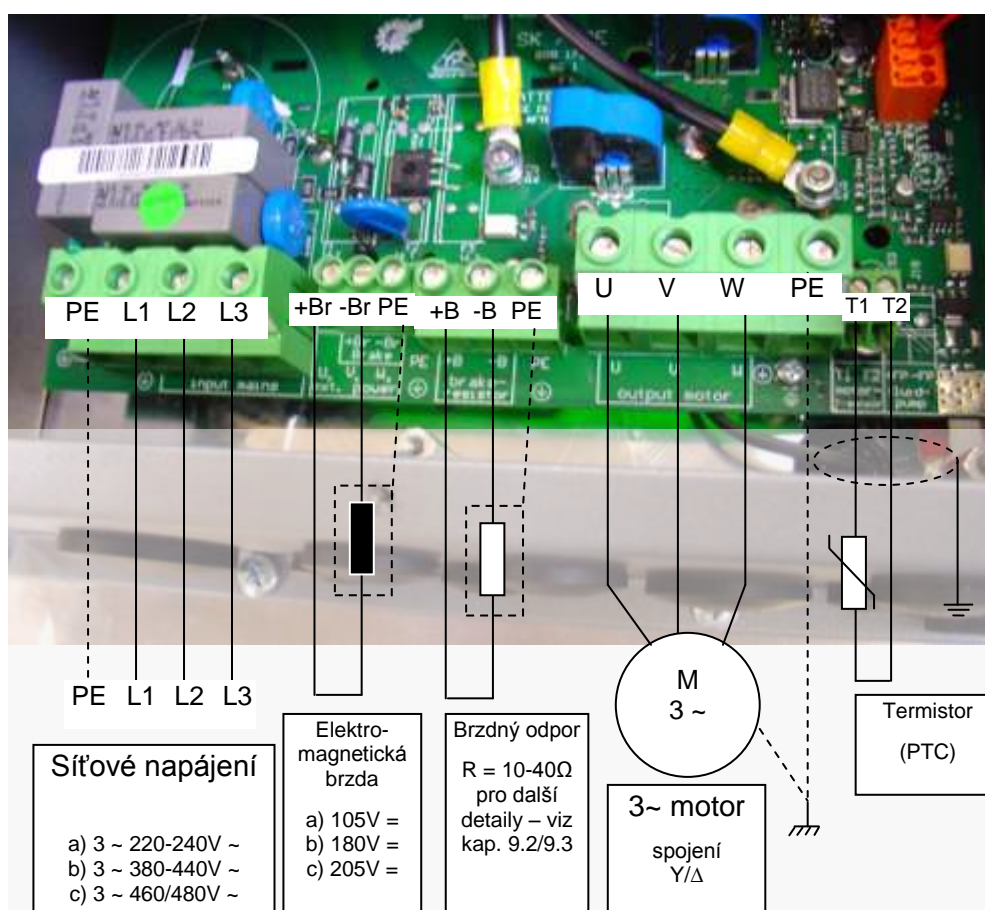 PE L1 L2 L3
+Br -Br PE
+B -B PE
U V W PE
T1 T2
+Br -Br
Brake
power
PE
input mains
+B -B PE
brake-
resistor
U V W
output motor
PE L1 L2 L3
Síťové napájení
a) 3 ~ 220-240V ~
b) 3 ~ 380-440V ~
c) 3 ~ 460/480V ~
Elektro-
magnetická
brzda
a) 105V =
b) 180V =
c) 205V =
Brzdný odpor
R = 10-40Ω
pro další
detaily – viz
kap. 9.2/9.3
M
3 ~
3~ motor
spojení
Y/Δ
Termistor
(PTC)